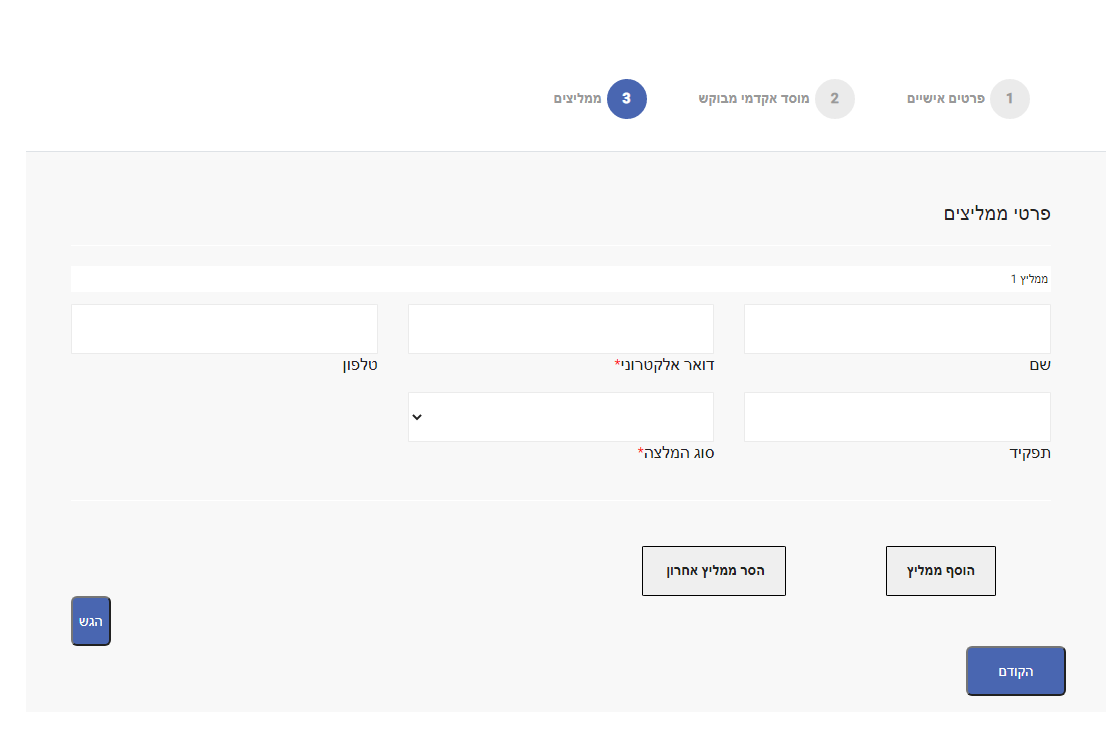 1 פרטים אישיים
2 מוסד אקדמי מבוקש
3 ממליצים
פרטי ממליצים
ממליץ 1
שם
דואר אלקטרוני*
טלפון
תפקיד
סוג המלצה*
הוסף ממליץ
הסר ממליץ אחרון
הגש
הקודם